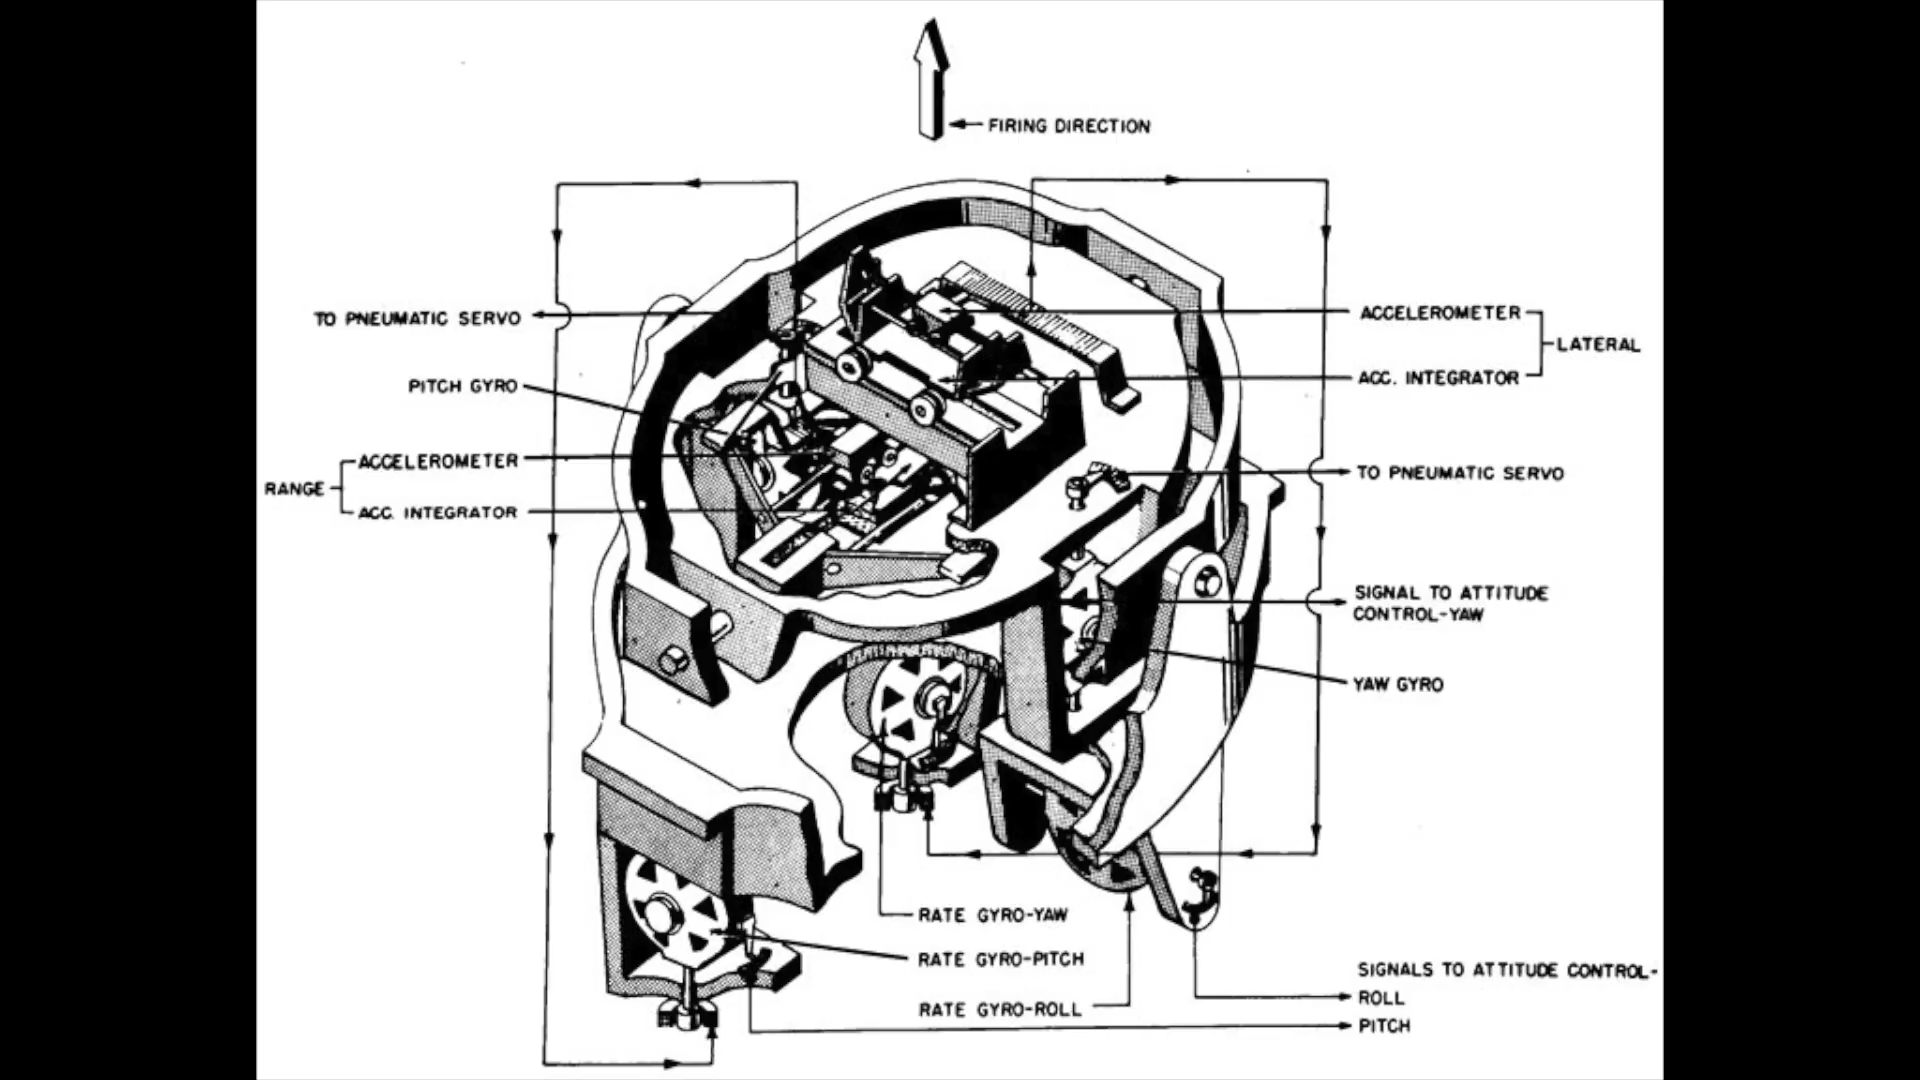 FIRING DIRECTION
TO PNEUMATIC SERVO
PITCH GYRO
ACCELEROMETER
RANGE
ACC. INTEGRATOR
ACCELEROMETER
LATERAL
ACC. INTEGRATOR
TO PNEUMATIC SERVO
SIGNAL TO ATTITUDE
CONTROL-YAW
YAW GYRO
RATE GYRO-YAW
RATE GYRO-PITCH
RATE GYRO-ROLL
SIGNALS TO ATTITUDE CONTROL-
ROLL
PITCH